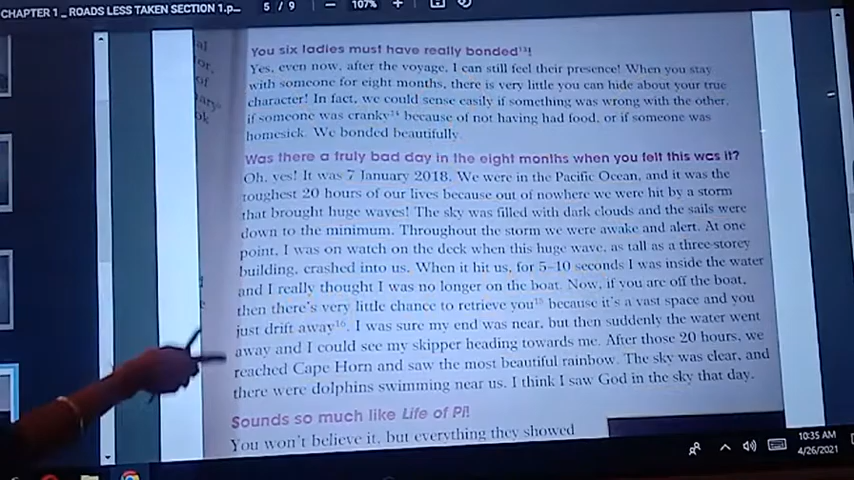 CHAPTER 1 _ ROADS LESS TAKEN SECTION 1.p...
5 / 9
107%
You six ladies must have really bonded¹³!
Yes, even now, after the voyage, I can still feel their presence! When you stay
with someone for eight months, there is very little you can hide about your true
character! In fact, we could sense easily if something was wrong with the other,
if someone was cranky¹⁴ because of not having had food, or if someone was
homesick. We bonded beautifully.
Was there a truly bad day in the eight months when you felt this was it?
Oh, yes! It was 7 January 2018. We were in the Pacific Ocean, and it was the
toughest 20 hours of our lives because out of nowhere we were hit by a storm
that brought huge waves! The sky was filled with dark clouds and the sails were
down to the minimum. Throughout the storm we were awake and alert. At one
point, I was on watch on the deck when this huge wave, as tall as a three-storey
building, crashed into us. When it hit us, for 5–10 seconds I was inside the water
and I really thought I was no longer on the boat. Now, if you are off the boat,
then there's very little chance to retrieve you¹⁵ because it's a vast space and you
just drift away¹⁶. I was sure my end was near, but then suddenly the water went
away and I could see my skipper heading towards me. After those 20 hours, we
reached Cape Horn and saw the most beautiful rainbow. The sky was clear, and
there were dolphins swimming near us. I think I saw God in the sky that day.
Sounds so much like Life of Pi!
You won't believe it, but everything they showed
10:35 AM
4/26/2021